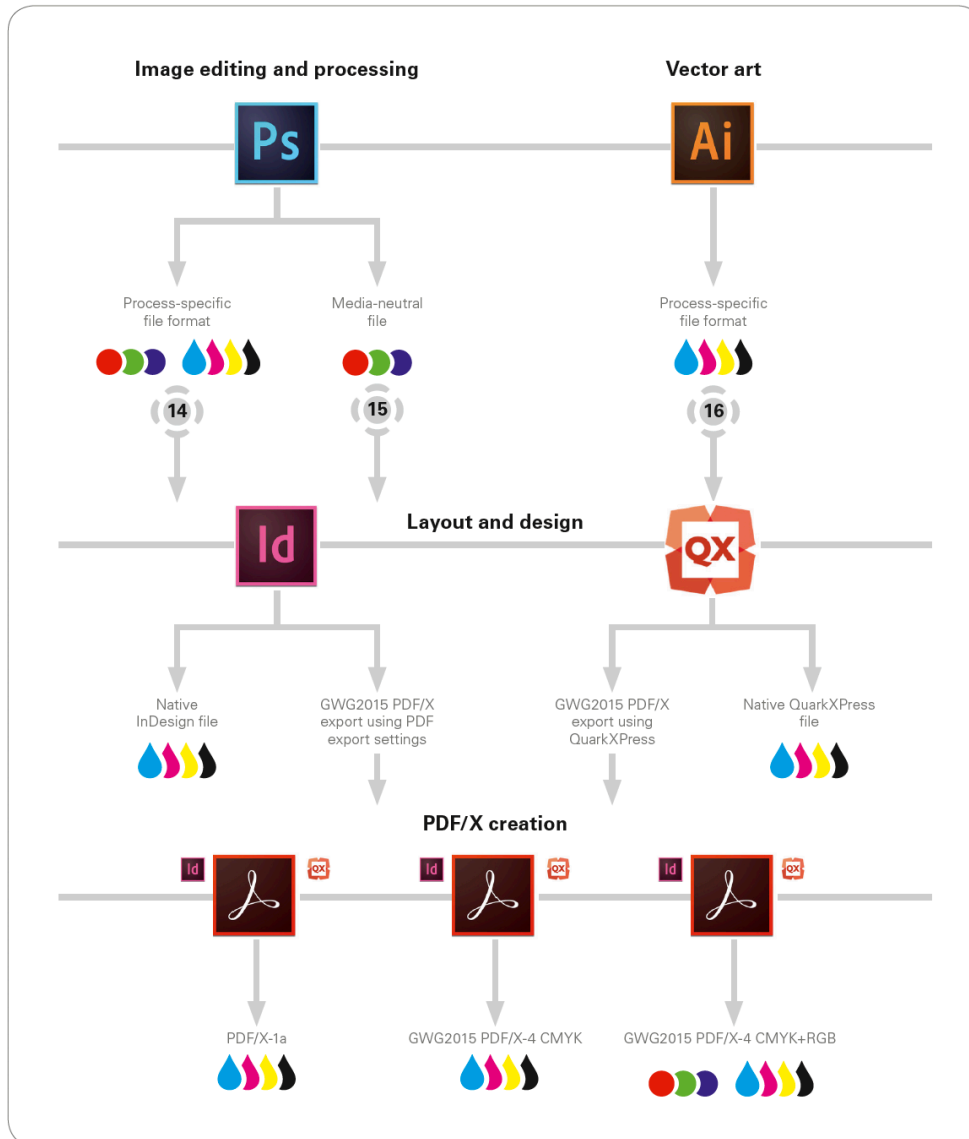 Image editing and processing
Vector art
Ps
Ai
Process-specific
file format
Media-neutral
file
Process-specific
file format
14
15
16
Layout and design
Id
QX
Native
InDesign file
GWG2015 PDF/X
export using PDF
export settings
GWG2015 PDF/X
export using
QuarkXPress
Native QuarkXPress
file
PDF/X creation
Id
QX
Id
QX
Id
QX
PDF/X-1a
GWG2015 PDF/X-4 CMYK
GWG2015 PDF/X-4 CMYK+RGB